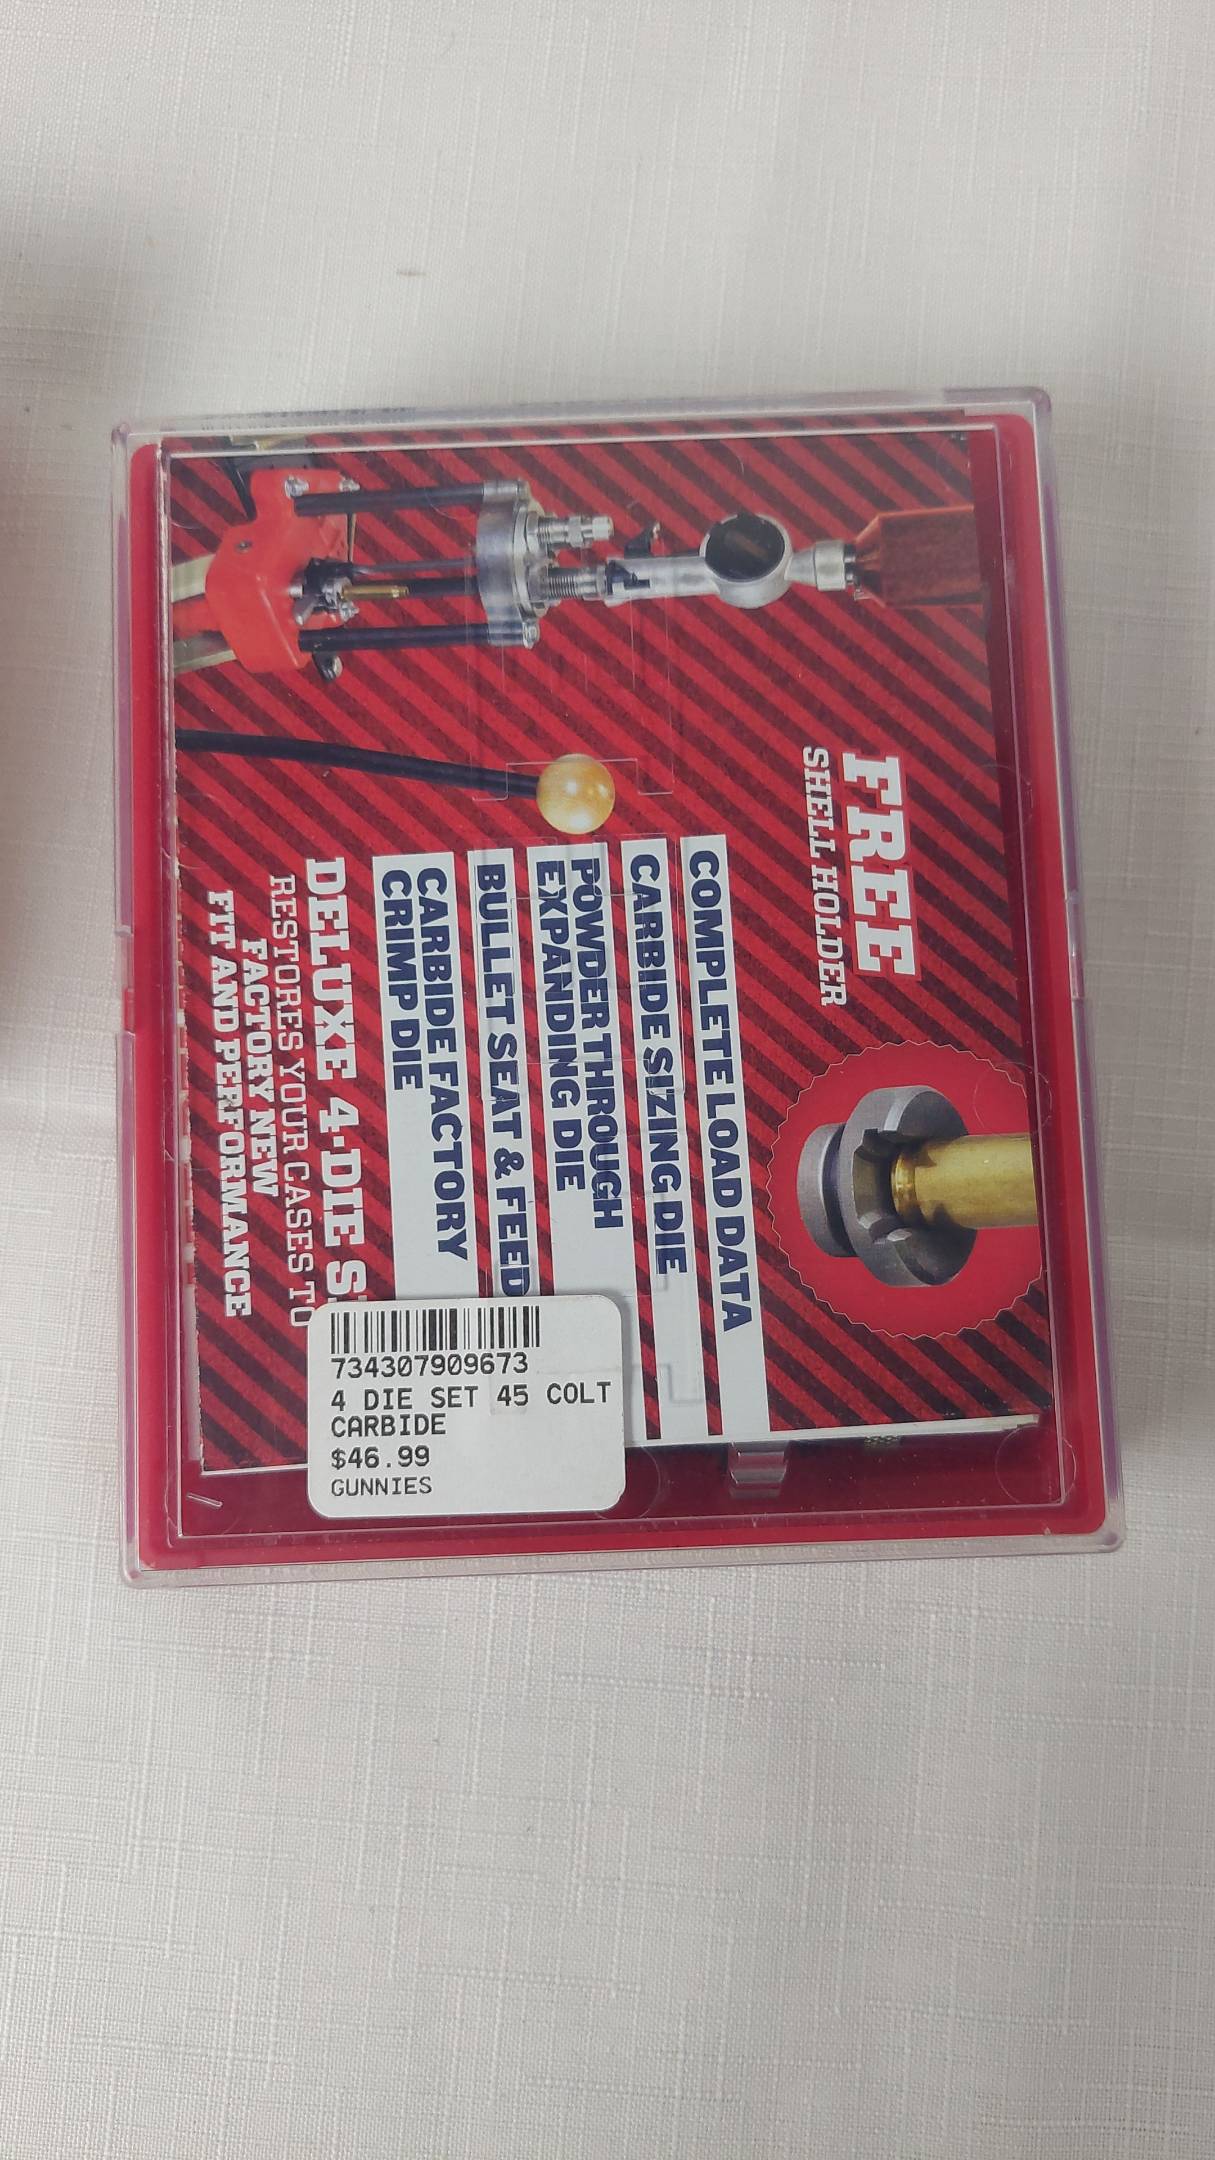 FREE
SHELL HOLDER
COMPLETE LOAD DATA
CARBIDE SIZING DIE
POWDER THROUGH
EXPANDING DIE
BULLET SEAT & FEED
CARBIDE FACTORY
CRIMP DIE
DELUXE 4-DIE
RESTORES YOUR CASES TO
FACTORY NEW
FIT AND PERFORMANCE
734307909673
4 DIE SET 45 COLT
CARBIDE
$46.99
GUNNIES